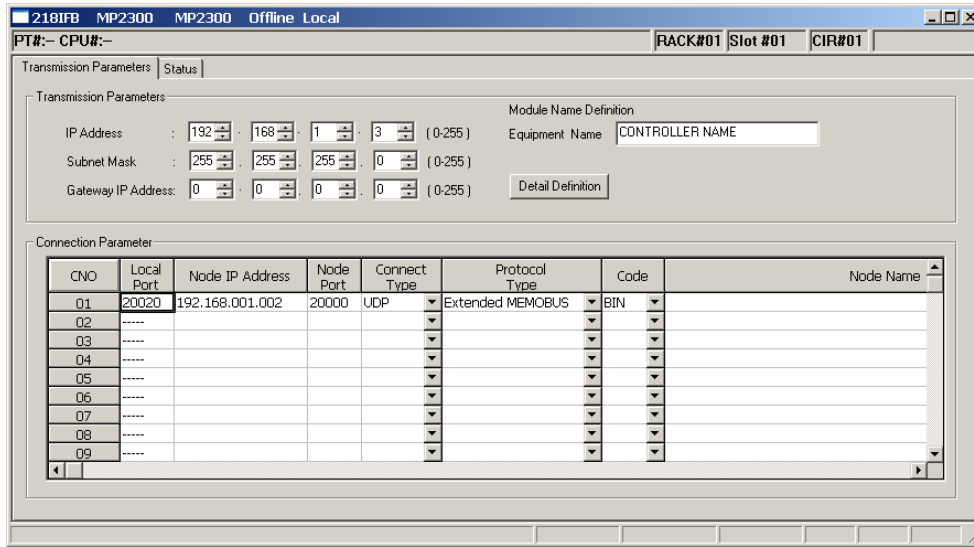 218IFB MP2300 MP2300 Offline Local
PT#:– CPU#:– RACK#01 Slot #01 CIR#01
Transmission Parameters Status
Transmission Parameters
Module Name Definition
IP Address : 192 . 168 . 1 . 3 (0-255) Equipment Name CONTROLLER NAME
Subnet Mask : 255 . 255 . 255 . 0 (0-255)
Gateway IP Address: 0 . 0 . 0 . 0 (0-255) Detail Definition
Connection Parameter
CNO Local Port Node IP Address Node Port Connect Type Protocol Type Code Node Name
01 20020 192.168.001.002 20000 UDP Extended MEMOBUS BIN
02 -----
03 -----
04 -----
05 -----
06 -----
07 -----
08 -----
09 -----